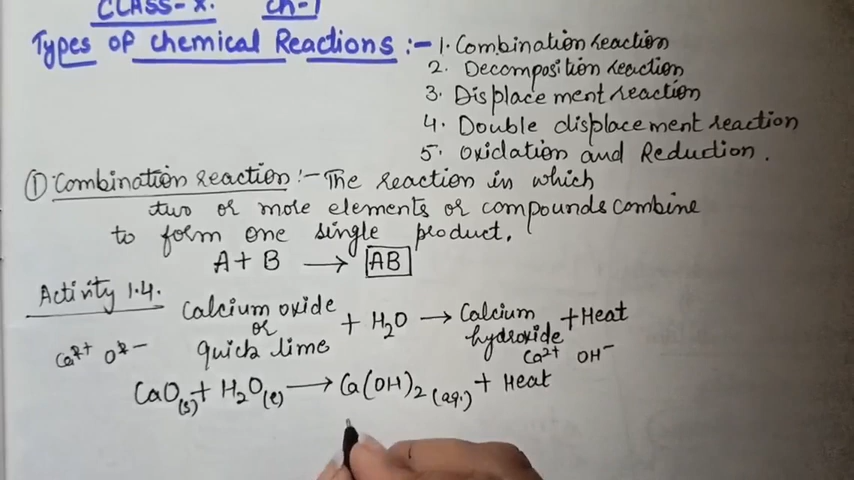 CLASS-X. Ch-1
Types of chemical Reactions :- 1. Combination reaction
2. Decomposition reaction
3. Displacement reaction
4. Double displacement reaction
5. Oxidation and Reduction.
① Combination reaction :- The reaction in which
two or more elements or compounds combine
to form one single product.
A + B → AB
Activity 1.4.
Calcium oxide or quick lime + H₂O → Calcium hydroxide + Heat
Ca²⁺ O²⁻ Ca²⁺ OH⁻
CaO(s) + H₂O(l) → Ca(OH)₂(aq.) + Heat